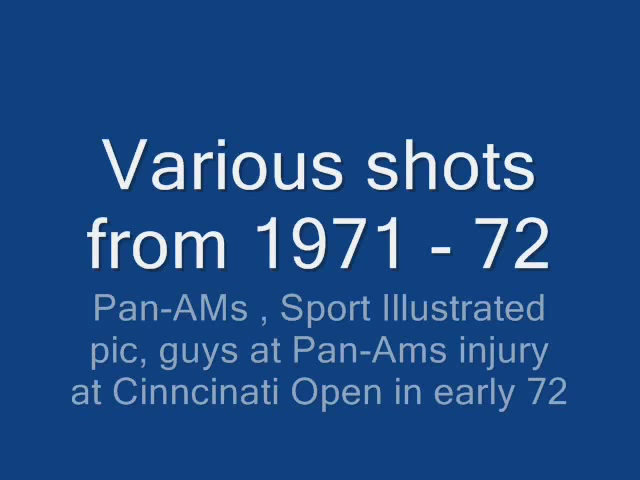 Various shots
from 1971 - 72
Pan-AMs , Sport Illustrated
pic, guys at Pan-Ams injury
at Cinncinati Open in early 72